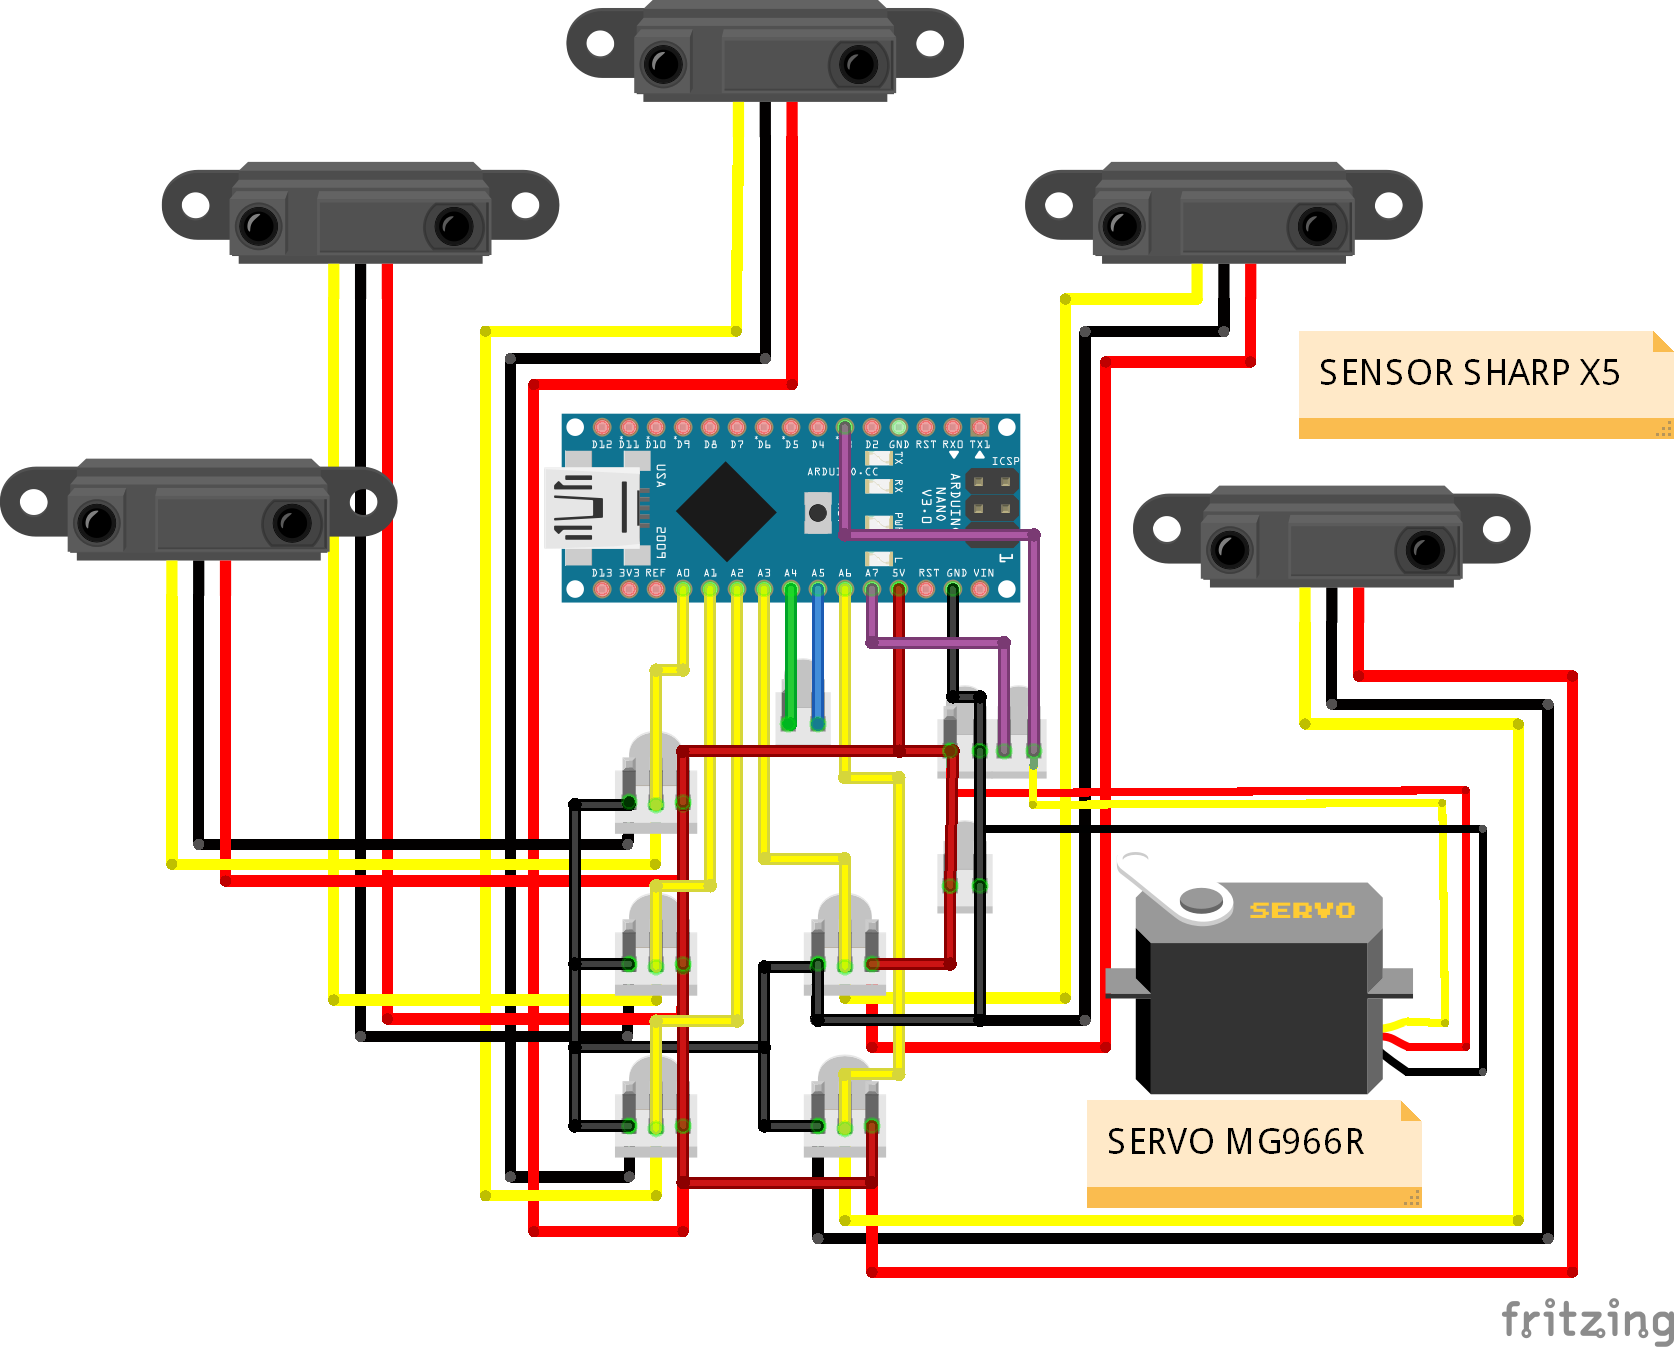 SENSOR SHARP X5
D12 D11 D10 D9 D8 D7 D6 D5 D4 D2 GND RST RX0 TX1
ICSP
TX
RX
PWR
L
USA
2009
ARDUINO.CC
ARDUINO
NANO
V3.0
1
D13 3V3 REF A0 A1 A2 A3 A4 A5 A6 A7 5V RST GND VIN
SERVO
SERVO MG966R
fritzing